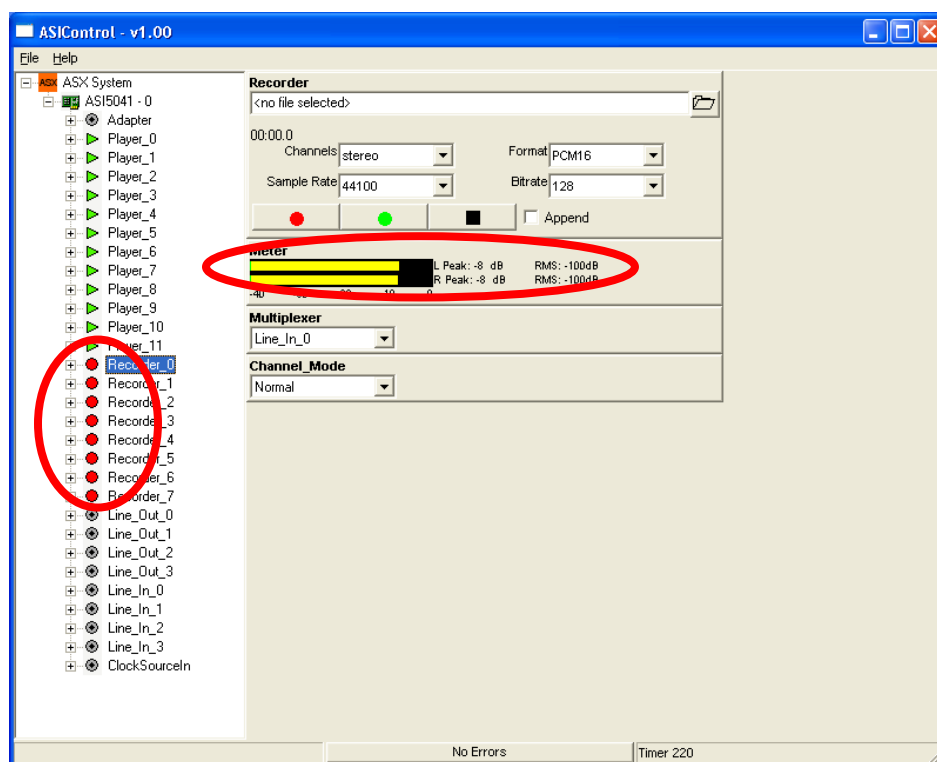 ASIControl - v1.00
File Help
ASX ASX System
ASI5041 - 0
Adapter
Player_0
Player_1
Player_2
Player_3
Player_4
Player_5
Player_6
Player_7
Player_8
Player_9
Player_10
Player_11
Recorder_0
Recorder_1
Recorder_2
Recorder_3
Recorder_4
Recorder_5
Recorder_6
Recorder_7
Line_Out_0
Line_Out_1
Line_Out_2
Line_Out_3
Line_In_0
Line_In_1
Line_In_2
Line_In_3
ClockSourceIn
Recorder
<no file selected>
00:00.0
Channels stereo Format PCM16
Sample Rate 44100 Bitrate 128
Append
Meter
L Peak: -8 dB RMS: -100dB
R Peak: -8 dB RMS: -100dB
-40 -10 0
Multiplexer
Line_In_0
Channel_Mode
Normal
No Errors Timer 220